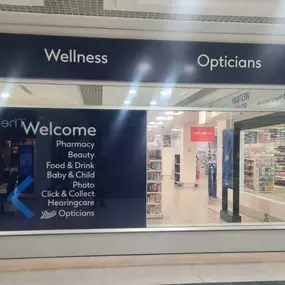 Wellness
Opticians
Welcome
Pharmacy
Beauty
Food & Drink
Baby & Child
Photo
Click & Collect
Hearingcare
Boots Opticians